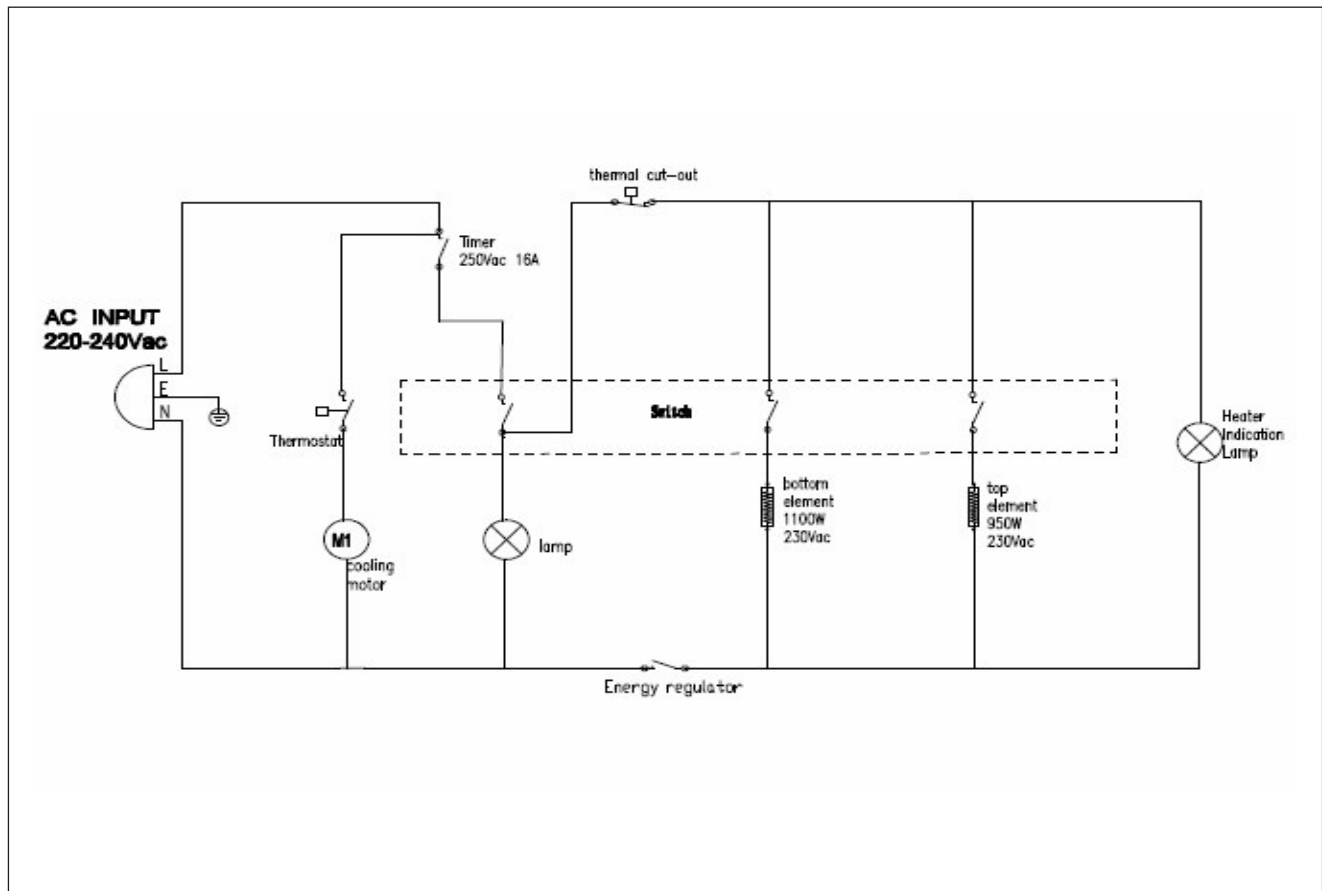 thermal cut-out
Timer
250Vac 16A
AC INPUT
220-240Vac
L
E
N
Thermostat
Switch
Heater
Indication
Lamp
bottom
element
1100W
230Vac
top
element
950W
230Vac
M1
cooling
motor
lamp
Energy regulator